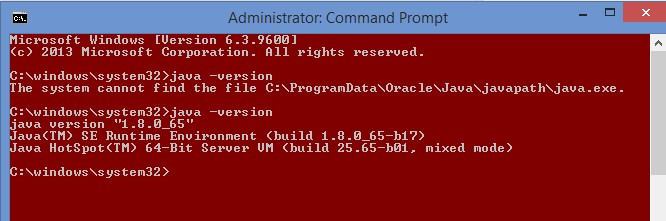 Administrator: Command Prompt
Microsoft Windows [Version 6.3.9600]
(c) 2013 Microsoft Corporation. All rights reserved.
C:\windows\system32>java -version
The system cannot find the file C:\ProgramData\Oracle\Java\javapath\java.exe.
C:\windows\system32>java -version
java version "1.8.0_65"
Java(TM) SE Runtime Environment (build 1.8.0_65-b17)
Java HotSpot(TM) 64-Bit Server VM (build 25.65-b01, mixed mode)
C:\windows\system32>